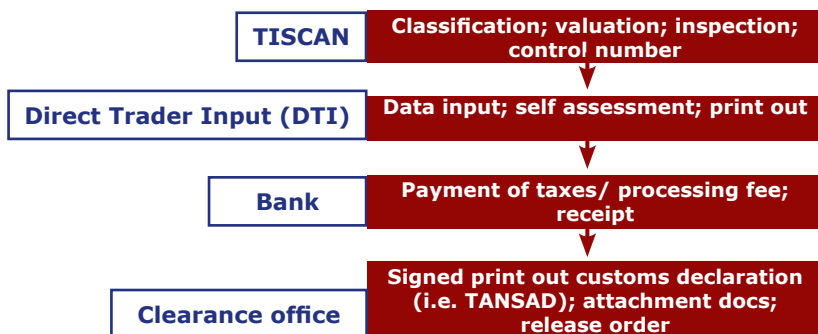 TISCAN
Classification; valuation; inspection;
control number
Direct Trader Input (DTI)
Data input; self assessment; print out
Bank
Payment of taxes/ processing fee;
receipt
Clearance office
Signed print out customs declaration
(i.e. TANSAD); attachment docs;
release order